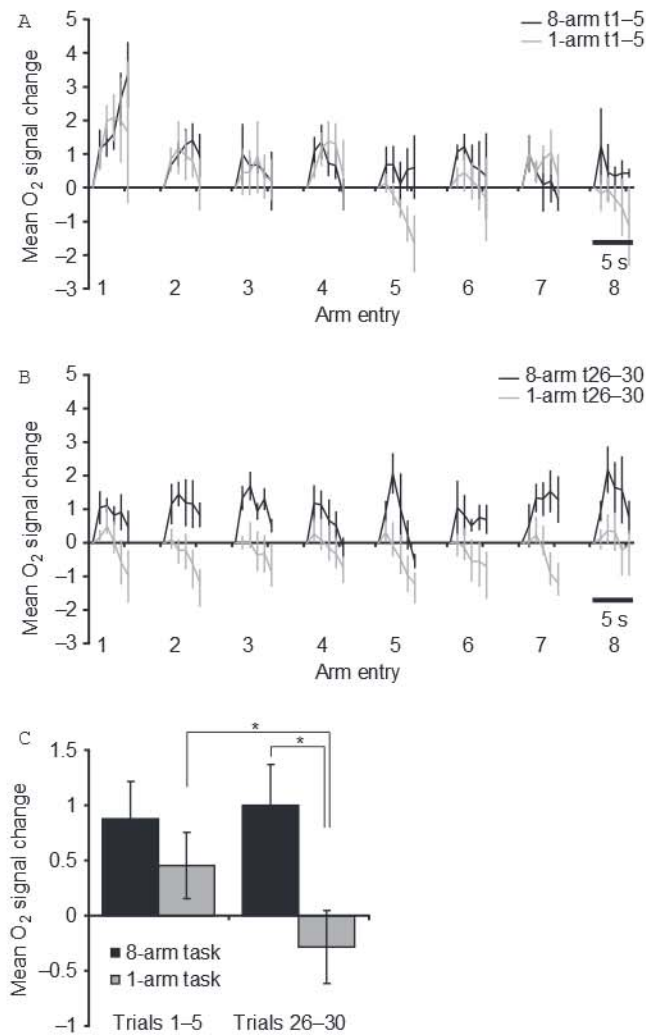 A
8-arm t1–5
1-arm t1–5
Mean O2 signal change
5
4
3
2
1
0
–1
–2
–3
5 s
1 2 3 4 5 6 7 8
Arm entry
B
8-arm t26–30
1-arm t26–30
Mean O2 signal change
5
4
3
2
1
0
–1
–2
–3
5 s
1 2 3 4 5 6 7 8
Arm entry
C
Mean O2 signal change
1.5
1
0.5
0
–0.5
–1
* *
8-arm task
1-arm task
Trials 1–5 Trials 26–30